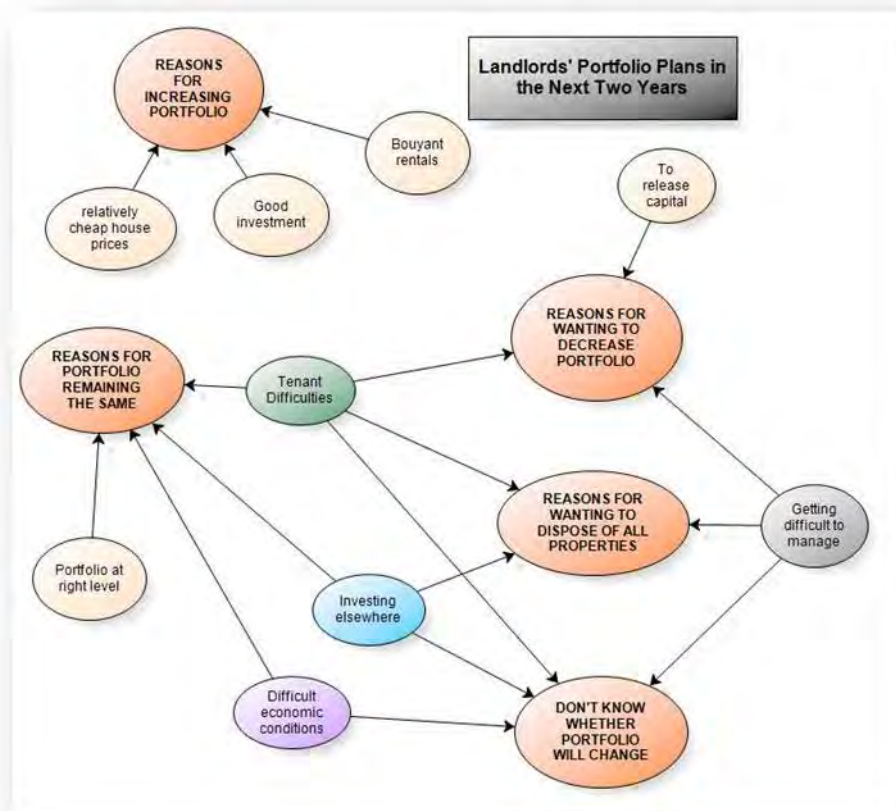 REASONS
FOR
INCREASING
PORTFOLIO
Landlords' Portfolio Plans in
the Next Two Years
Bouyant
rentals
To
release
capital
relatively
cheap house
prices
Good
investment
REASONS FOR
WANTING TO
DECREASE
PORTFOLIO
REASONS FOR
PORTFOLIO
REMAINING
THE SAME
Tenant
Difficulties
REASONS FOR
WANTING TO
DISPOSE OF ALL
PROPERTIES
Getting
difficult to
manage
Portfolio at
right level
Investing
elsewhere
Difficult
economic
conditions
DON'T KNOW
WHETHER
PORTFOLIO
WILL CHANGE